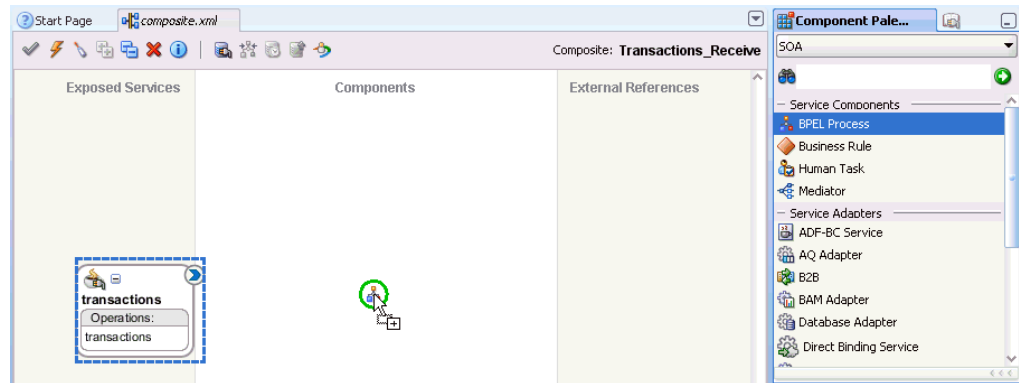 Start Page
composite.xml
Component Pale...
Composite: Transactions_Receive
SOA
Exposed Services
Components
External References
Service Components
BPEL Process
Business Rule
Human Task
Mediator
Service Adapters
ADF-BC Service
AQ Adapter
B2B
BAM Adapter
Database Adapter
Direct Binding Service
transactions
Operations:
transactions